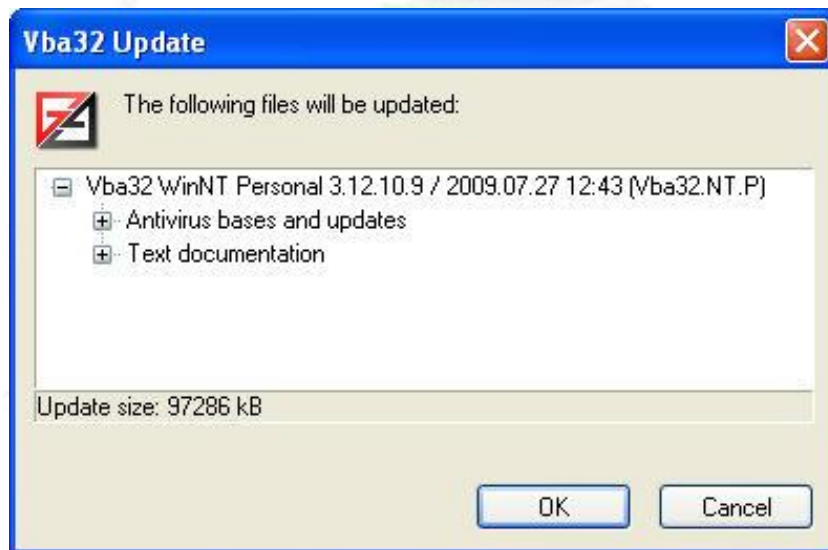 Vba32 Update
The following files will be updated:
Vba32 WinNT Personal 3.12.10.9 / 2009.07.27 12:43 (Vba32.NT.P)
Antivirus bases and updates
Text documentation
Update size: 97286 kB
OK
Cancel